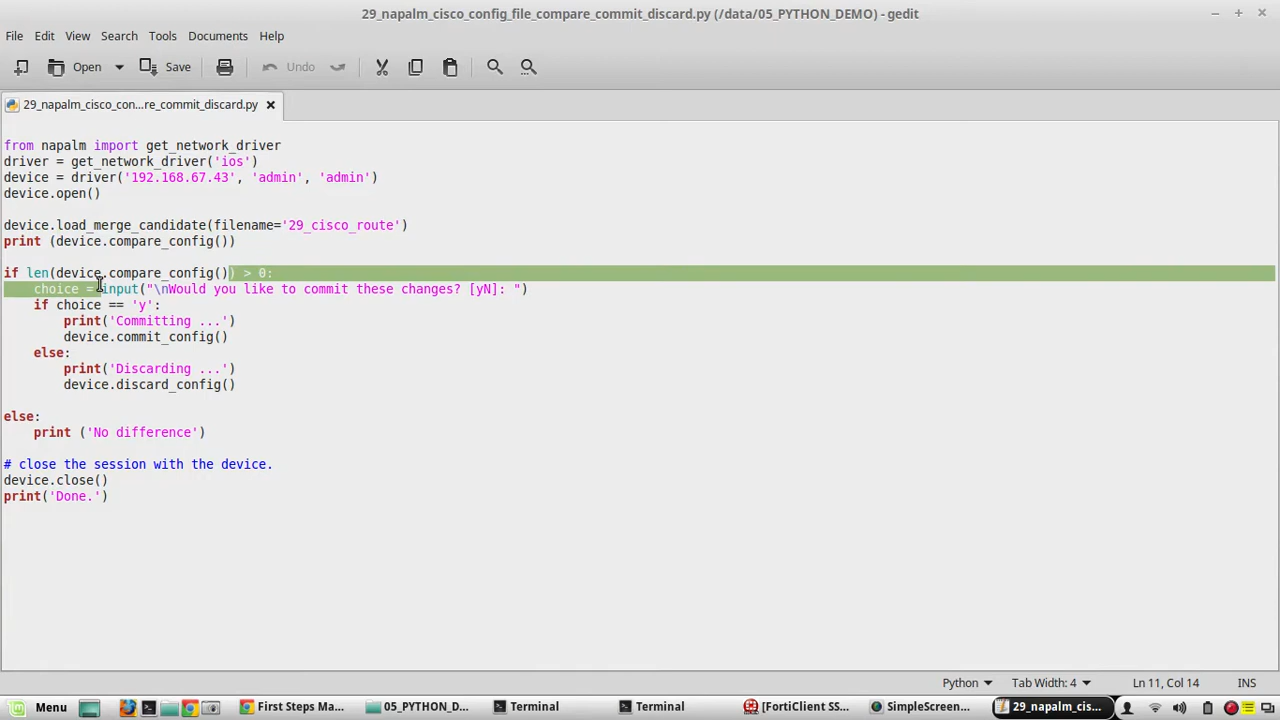 29_napalm_cisco_config_file_compare_commit_discard.py (/data/05_PYTHON_DEMO) - gedit
File Edit View Search Tools Documents Help
Open Save Undo
29_napalm_cisco_con...re_commit_discard.py
from napalm import get_network_driver
driver = get_network_driver('ios')
device = driver('192.168.67.43', 'admin', 'admin')
device.open()
device.load_merge_candidate(filename='29_cisco_route')
print (device.compare_config())
if len(device.compare_config()) > 0:
    choice = input("\nWould you like to commit these changes? [yN]: ")
    if choice == 'y':
        print('Committing ...')
        device.commit_config()
    else:
        print('Discarding ...')
        device.discard_config()
else:
    print ('No difference')
# close the session with the device.
device.close()
print('Done.')
Python Tab Width: 4 Ln 11, Col 14 INS
Menu First Steps Ma... 05_PYTHON_D... Terminal Terminal [FortiClient SS... SimpleScreen... 29_napalm_cis...